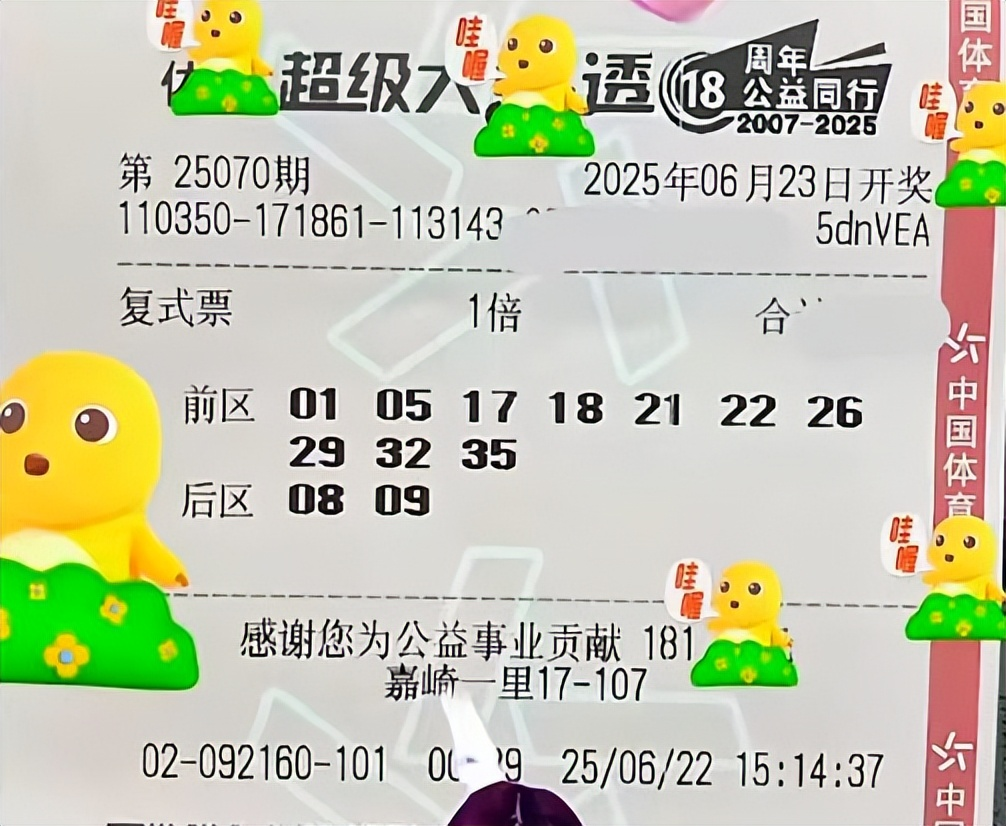 哇喔
哇喔
超级大 透
18
周年
公益同行
2007-2025
哇喔
国体
第 25070期
2025年06月23日开奖
110350-171861-113143
5dnVEA
复式票 1倍 合
前区 01 05 17 18 21 22 26
29 32 35
后区 08 09
中国体育
哇喔
哇喔
感谢您为公益事业贡献 181
嘉崎一里17-107
02-092160-101 25/06/22 15:14:37
中